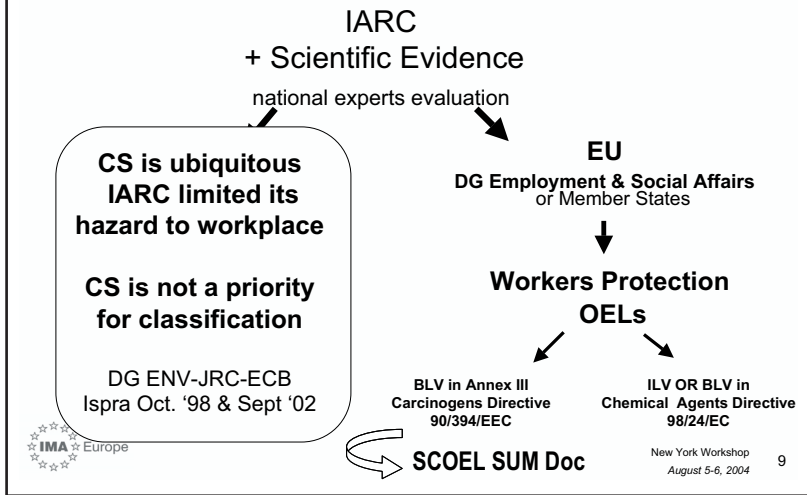 IARC
+ Scientific Evidence
national experts evaluation
CS is ubiquitous
IARC limited its
hazard to workplace
CS is not a priority
for classification
DG ENV-JRC-ECB
Ispra Oct. ‘98 & Sept ‘02
EU
DG Employment & Social Affairs
or Member States
Workers Protection
OELs
BLV in Annex III
Carcinogens Directive
90/394/EEC
ILV OR BLV in
Chemical Agents Directive
98/24/EC
SCOEL SUM Doc
IMA Europe
New York Workshop
August 5-6, 2004
9